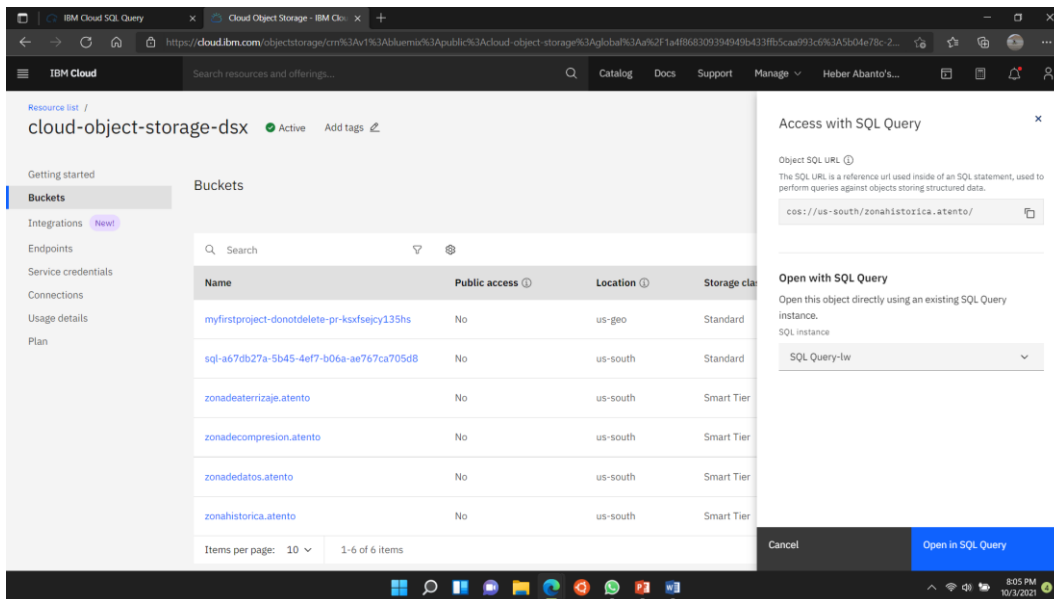 IBM Cloud SQL Query
Cloud Object Storage - IBM Clou
https://cloud.ibm.com/objectstorage/crn%3Av1%3Abluemix%3Apublic%3Acloud-object-storage%3Aglobal%3Aa%2F1a4f868309394949b433ffb5caa993c6%3A5b04e78c-2...
IBM Cloud
Search resources and offerings...
Catalog
Docs
Support
Manage
Heber Abanto's...
Resource list /
cloud-object-storage-dsx
Active
Add tags
Getting started
Buckets
Integrations New!
Endpoints
Service credentials
Connections
Usage details
Plan
Buckets
Search
Name Public access Location Storage clas
myfirstproject-donotdelete-pr-ksxfsejcy135hs No us-geo Standard
sql-a67db27a-5b45-4ef7-b06a-ae767ca705d8 No us-south Standard
zonadeaterrizaje.atento No us-south Smart Tier
zonadecompresion.atento No us-south Smart Tier
zonadedatos.atento No us-south Smart Tier
zonahistorica.atento No us-south Smart Tier
Items per page: 10 1-6 of 6 items
Access with SQL Query
Object SQL URL
The SQL URL is a reference url used inside of an SQL statement, used to
perform queries against objects storing structured data.
cos://us-south/zonahistorica.atento/
Open with SQL Query
Open this object directly using an existing SQL Query
instance.
SQL instance
SQL Query-lw
Cancel
Open in SQL Query
8:05 PM
10/3/2021
4